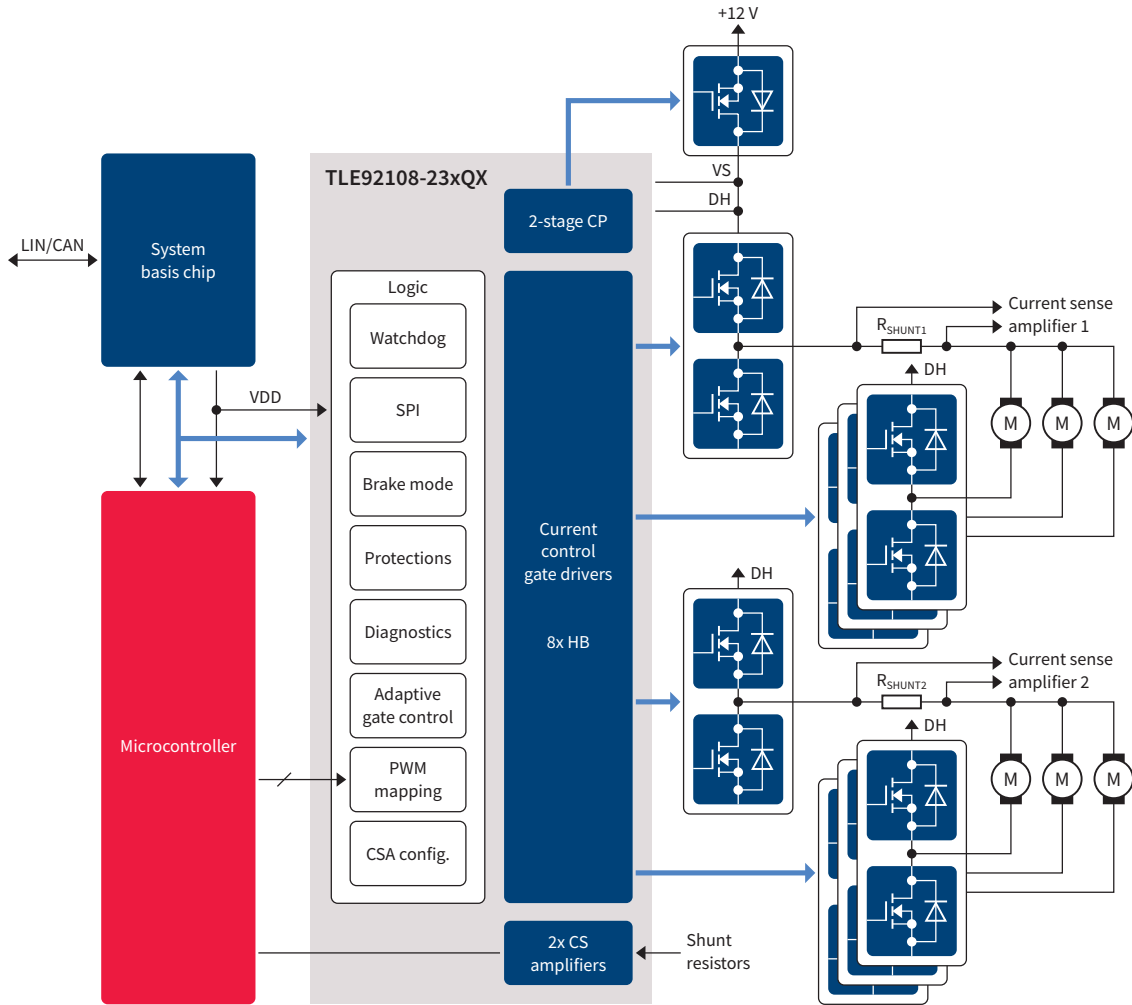 +12 V
VS
DH
TLE92108-23xQX
2-stage CP
LIN/CAN
System
basis chip
VDD
Logic
Watchdog
SPI
Brake mode
Protections
Diagnostics
Adaptive
gate control
PWM
mapping
CSA config.
Current
control
gate drivers
8x HB
2x CS
amplifiers
Shunt
resistors
Microcontroller
Current sense
amplifier 1
RSHUNT1
DH
M
M
M
DH
Current sense
amplifier 2
RSHUNT2
DH
M
M
M